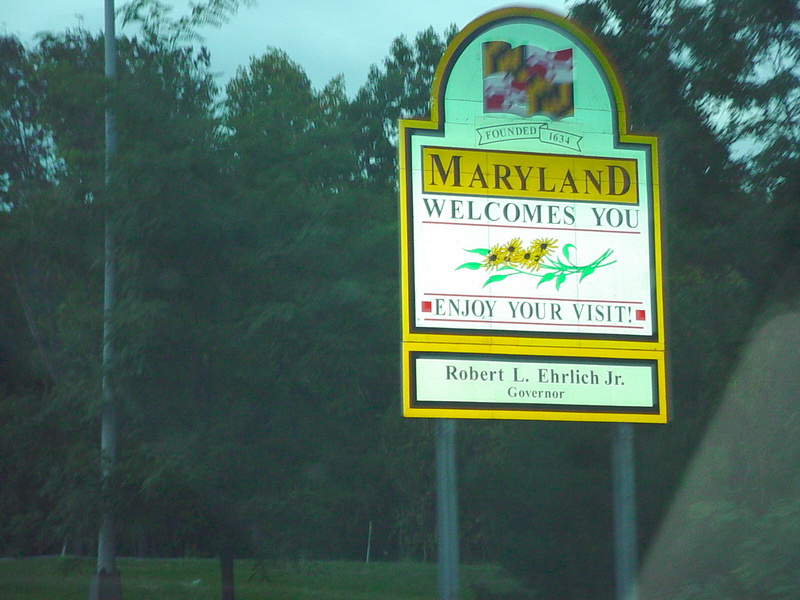 FOUNDED 1634
MARYLAND
WELCOMES YOU
ENJOY YOUR VISIT!
Robert L. Ehrlich Jr.
Governor